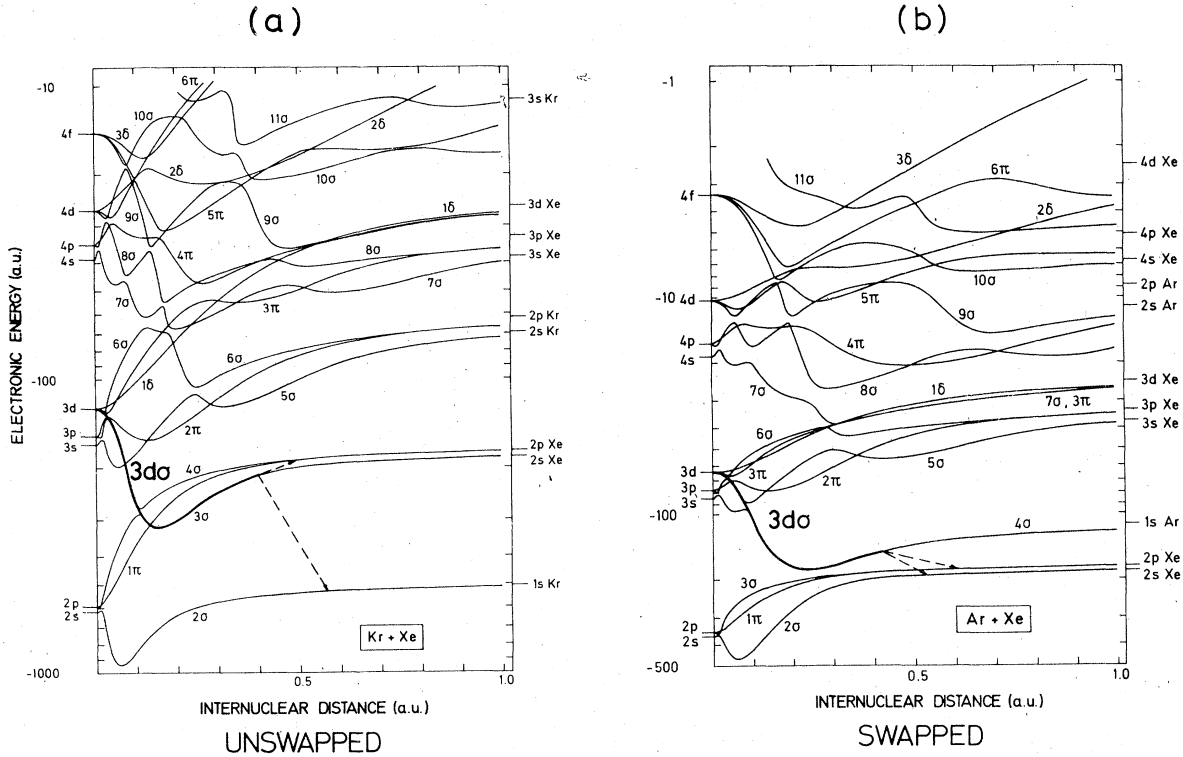 (a)
6π
-10
3s Kr
10σ
11σ
4f
3δ
2δ
2δ
10σ
4d
9σ
5π
9σ
1δ
3d Xe
4p
3p Xe
4s
8σ
4π
8σ
3s Xe
7σ
3π
7σ
6σ
2p Kr
2s Kr
6σ
-100
1δ
5σ
3d
3p
2π
3s
3dσ
4σ
2p Xe
2s Xe
3σ
1π
1s Kr
2p
2s
2σ
Kr + Xe
-1000
0.5
1.0
ELECTRONIC ENERGY (a.u.)
INTERNUCLEAR DISTANCE (a.u.)
UNSWAPPED
(b)
-1
3δ
4d Xe
11σ
6π
4f
2δ
4p Xe
4s Xe
10σ
2p Ar
-10
4d
5π
2s Ar
9σ
4p
4π
4s
7σ
8σ
1δ
3d Xe
7σ, 3π
3p Xe
3s Xe
6σ
3d
3π
2π
5σ
3p
3s
-100
3dσ
4σ
1s Ar
2p Xe
3σ
2s Xe
1π
2p
2σ
2s
Ar + Xe
-500
0.5
1.0
INTERNUCLEAR DISTANCE (a.u.)
SWAPPED